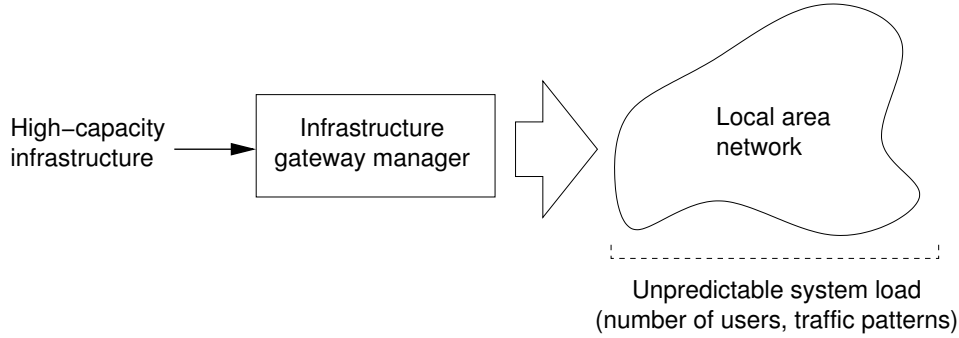 High−capacity
infrastructure
Infrastructure
gateway manager
Local area
network
Unpredictable system load
(number of users, traffic patterns)